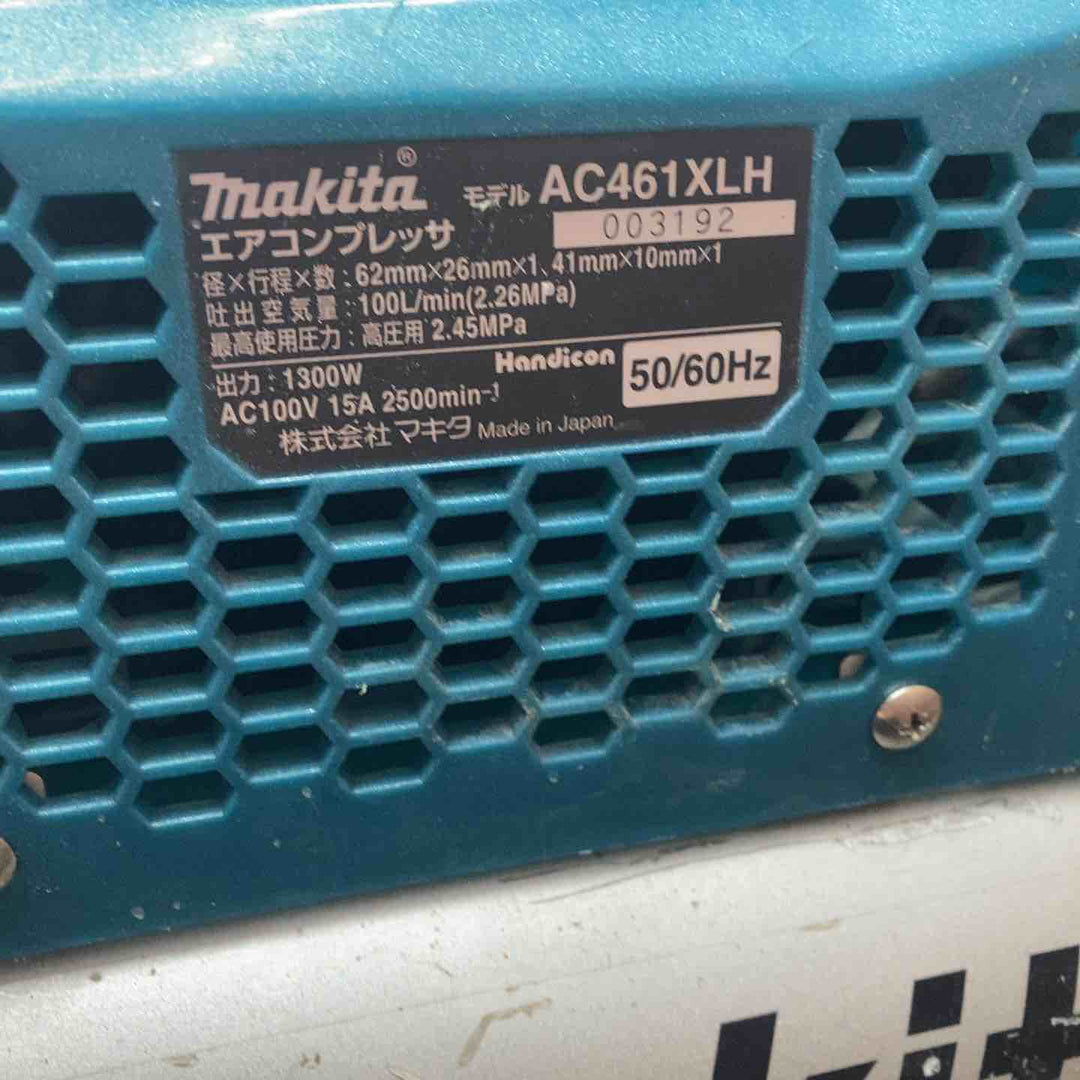 makita® モデル AC461XLH
エアコンプレッサ 003192
径×行程×数:62mm×26mm×1、41mm×10mm×1
吐出空気量:100L/min(2.26MPa)
最高使用圧力:高圧用 2.45MPa
Handicon 50/60Hz
出力:1300W
AC100V 15A 2500min-1
株式会社 マキタ Made in Japan
kit